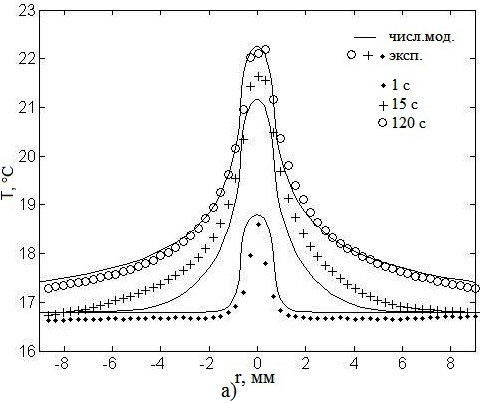 23
22
21
20
19
18
17
16
T, °C
числ.мод.
эксп.
1 с
15 с
120 с
-8 -6 -4 -2 0 2 4 6 8
r, мм
а)